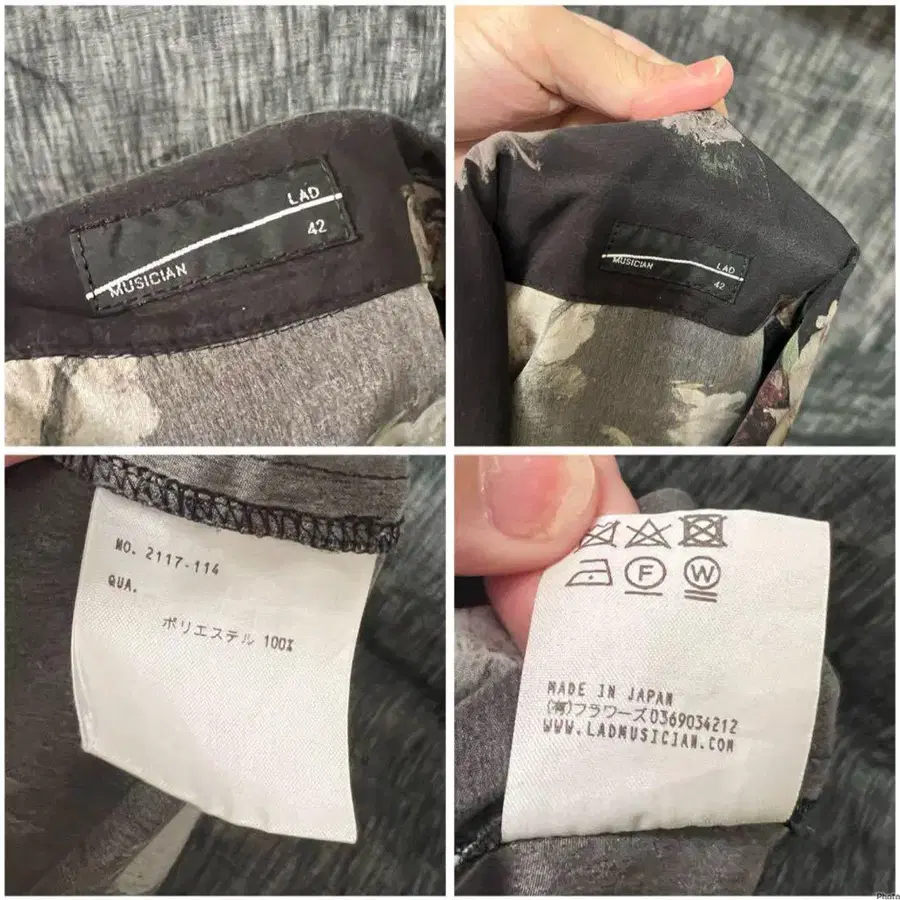 LAD
42
MUSICIAN
MUSICIAN
LAD
42
NO. 2117-114
QUA.
ポリエステル 100%
F W
MADE IN JAPAN
(有)フラワーズ0369034212
WWW.LADMUSICIAN.COM
Photo